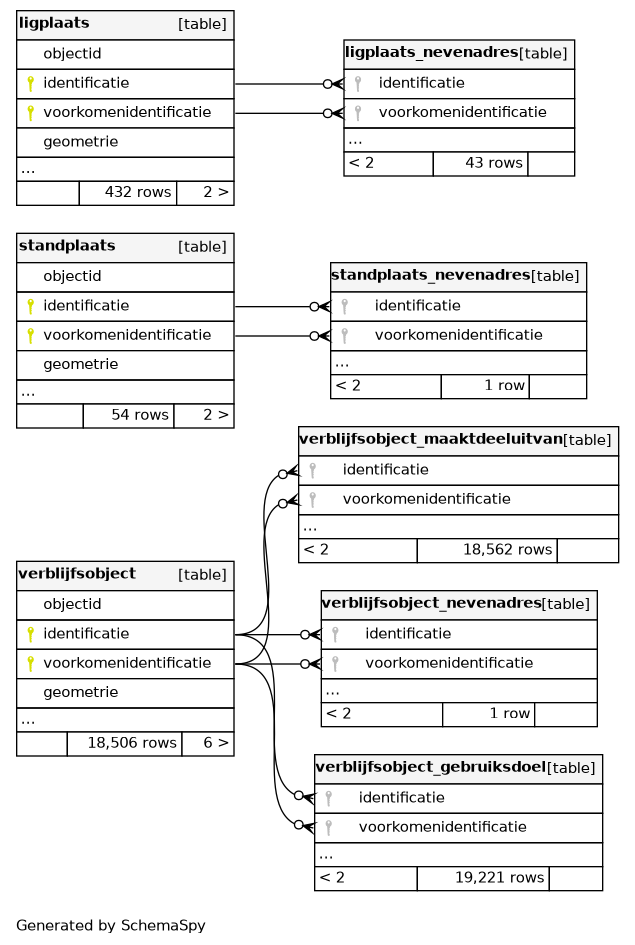 ligplaats [table]
objectid
identificatie
voorkomenidentificatie
geometrie
...
432 rows 2 >
ligplaats_nevenadres[table]
identificatie
voorkomenidentificatie
...
< 2 43 rows
standplaats [table]
objectid
identificatie
voorkomenidentificatie
geometrie
...
54 rows 2 >
standplaats_nevenadres[table]
identificatie
voorkomenidentificatie
...
< 2 1 row
verblijfsobject_maaktdeeluitvan[table]
identificatie
voorkomenidentificatie
...
< 2 18,562 rows
verblijfsobject [table]
objectid
identificatie
voorkomenidentificatie
geometrie
...
18,506 rows 6 >
verblijfsobject_nevenadres[table]
identificatie
voorkomenidentificatie
...
< 2 1 row
verblijfsobject_gebruiksdoel[table]
identificatie
voorkomenidentificatie
...
< 2 19,221 rows
Generated by SchemaSpy